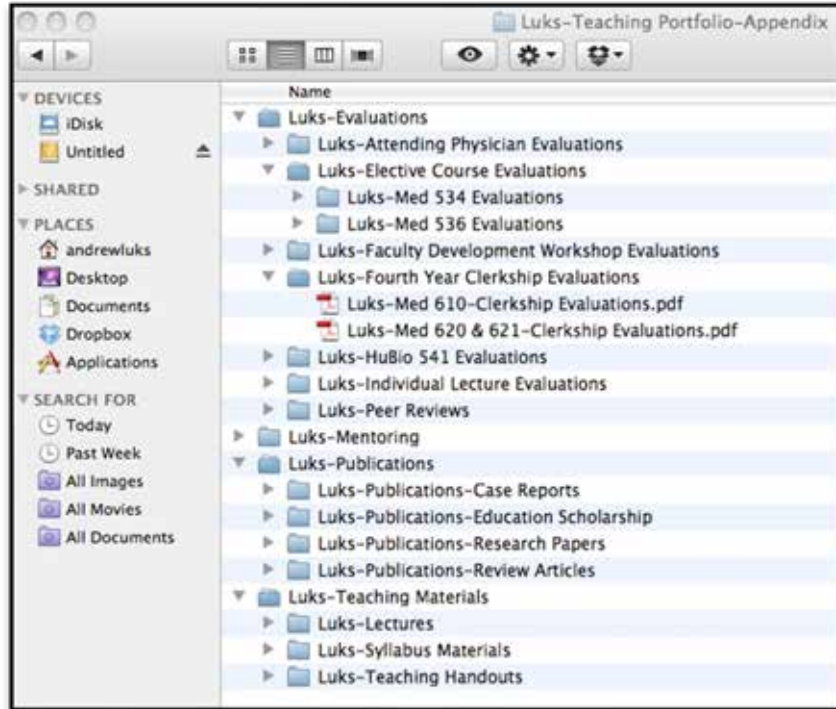 Luks-Teaching Portfolio-Appendix
DEVICES
iDisk
Untitled
SHARED
PLACES
andrewluks
Desktop
Documents
Dropbox
Applications
SEARCH FOR
Today
Past Week
All Images
All Movies
All Documents
Name
Luks-Evaluations
Luks-Attending Physician Evaluations
Luks-Elective Course Evaluations
Luks-Med 534 Evaluations
Luks-Med 536 Evaluations
Luks-Faculty Development Workshop Evaluations
Luks-Fourth Year Clerkship Evaluations
Luks-Med 610-Clerkship Evaluations.pdf
Luks-Med 620 & 621-Clerkship Evaluations.pdf
Luks-HuBio 541 Evaluations
Luks-Individual Lecture Evaluations
Luks-Peer Reviews
Luks-Mentoring
Luks-Publications
Luks-Publications-Case Reports
Luks-Publications-Education Scholarship
Luks-Publications-Research Papers
Luks-Publications-Review Articles
Luks-Teaching Materials
Luks-Lectures
Luks-Syllabus Materials
Luks-Teaching Handouts